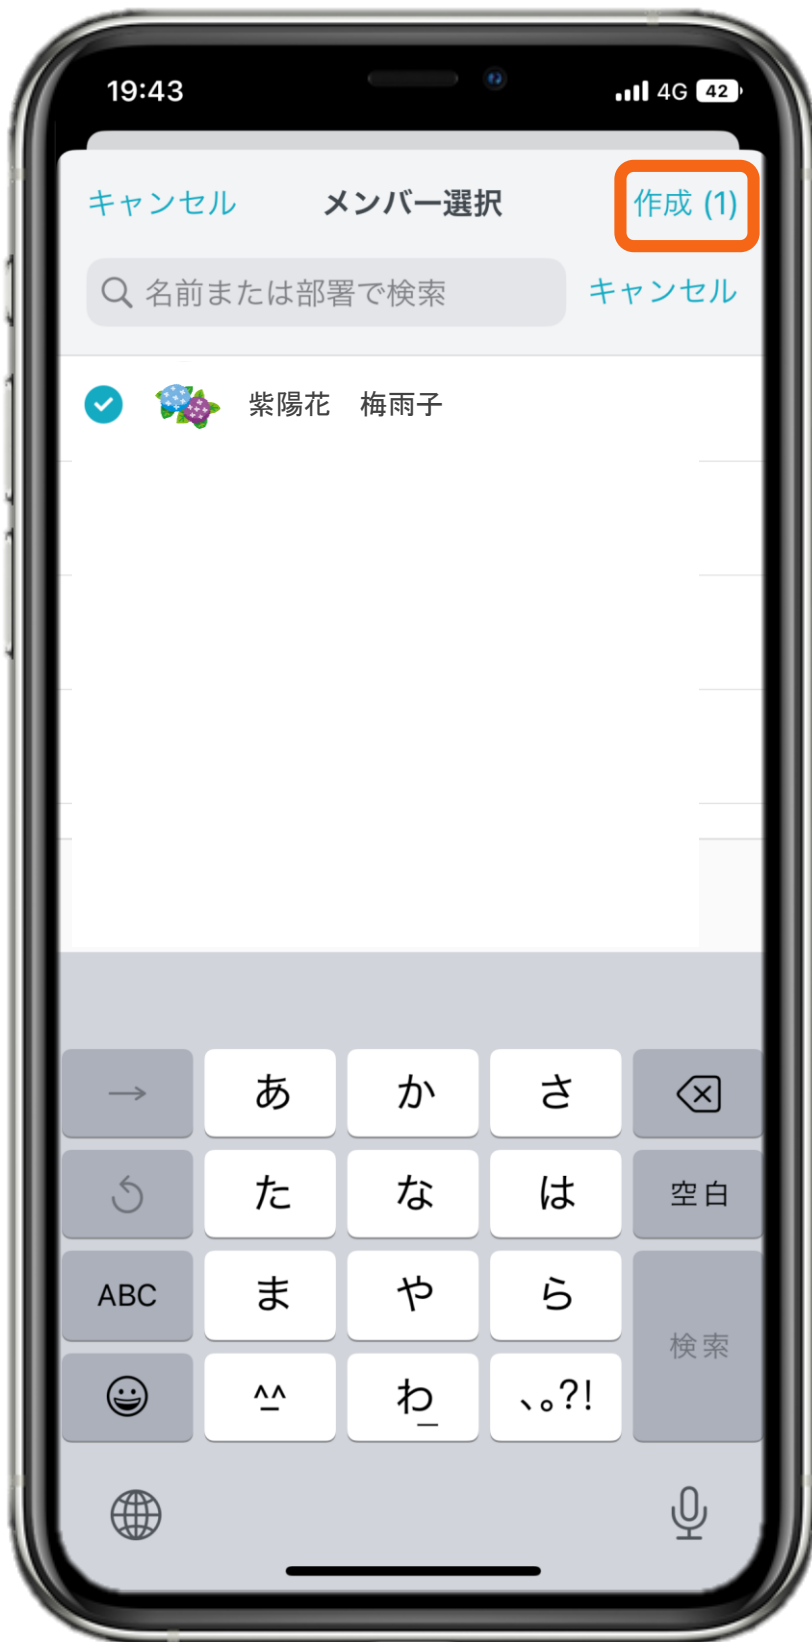 19:43 4G 42
キャンセル メンバー選択 作成 (1)
名前または部署で検索 キャンセル
紫陽花　梅雨子
→ あ か さ
た な は 空白
ABC ま や ら
検索
^^ わ 、。?!